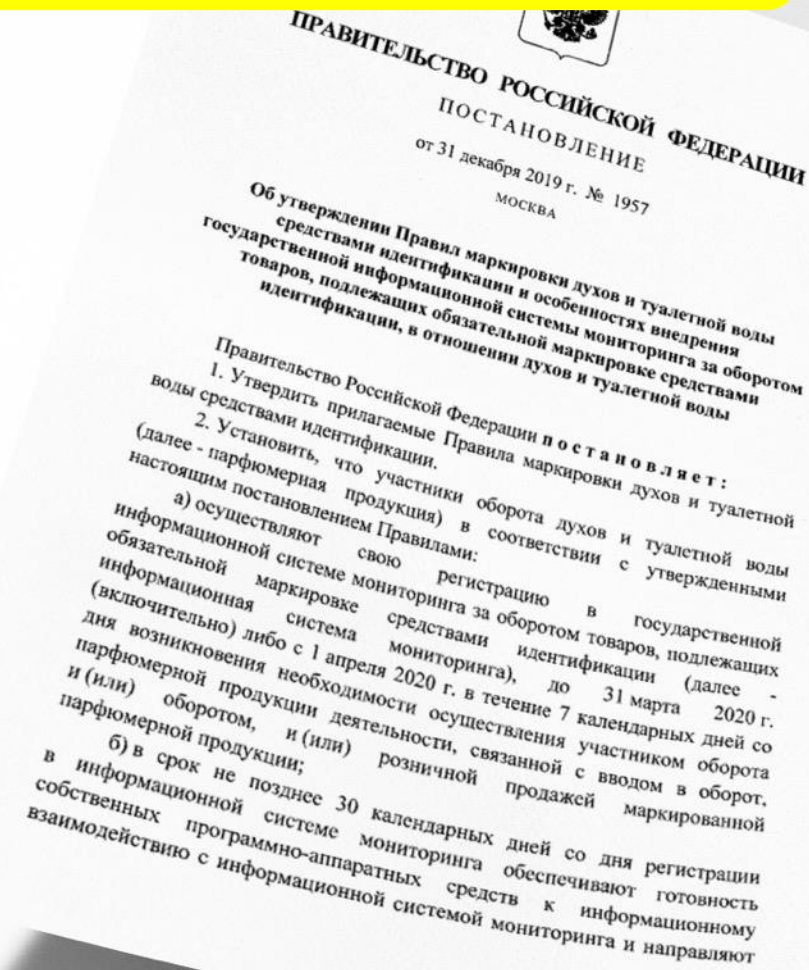 ПРАВИТЕЛЬСТВО РОССИЙСКОЙ ФЕДЕРАЦИИ
ПОСТАНОВЛЕНИЕ
от 31 декабря 2019 г. № 1957
МОСКВА
Об утверждении Правил маркировки духов и туалетной воды
средствами идентификации и особенностях внедрения
государственной информационной системы мониторинга за оборотом
товаров, подлежащих обязательной маркировке средствами
идентификации, в отношении духов и туалетной воды
Правительство Российской Федерации постановляет:
1. Утвердить прилагаемые Правила маркировки духов и туалетной
воды средствами идентификации.
2. Установить, что участники оборота духов и туалетной воды
(далее - парфюмерная продукция) в соответствии с утвержденными
настоящим постановлением Правилами:
а) осуществляют свою регистрацию в государственной
информационной системе мониторинга за оборотом товаров, подлежащих
обязательной маркировке средствами идентификации (далее -
информационная система мониторинга), до 31 марта 2020 г.
(включительно) либо с 1 апреля 2020 г. в течение 7 календарных дней со
дня возникновения необходимости осуществления участником оборота
парфюмерной продукции деятельности, связанной с вводом в оборот,
и (или) оборотом, и (или) розничной продажей маркированной
парфюмерной продукции;
б) в срок не позднее 30 календарных дней со дня регистрации
в информационной системе мониторинга обеспечивают готовность
собственных программно-аппаратных средств к информационному
взаимодействию с информационной системой мониторинга и направляют